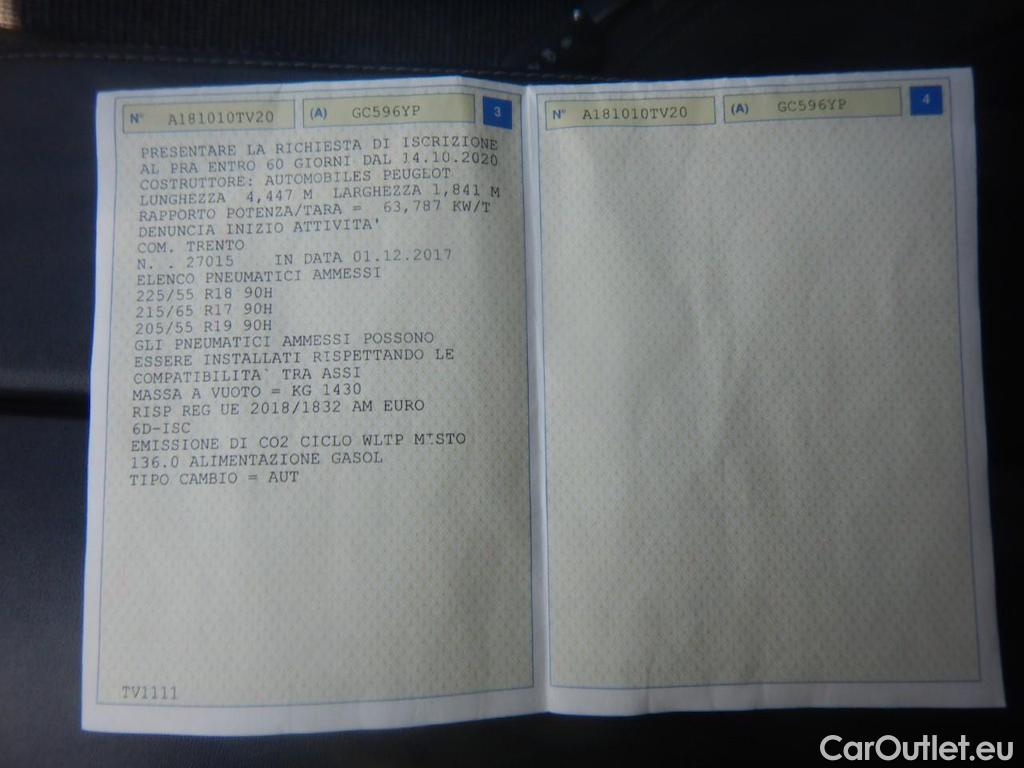 N° A181010TV20 (A) GC596YP 3
PRESENTARE LA RICHIESTA DI ISCRIZIONE
AL PRA ENTRO 60 GIORNI DAL 14.10.2020
COSTRUTTORE: AUTOMOBILES PEUGEOT
LUNGHEZZA 4,447 M LARGHEZZA 1,841 M
RAPPORTO POTENZA/TARA = 63,787 KW/T
DENUNCIA INIZIO ATTIVITA'
COM. TRENTO
N. . 27015 IN DATA 01.12.2017
ELENCO PNEUMATICI AMMESSI
225/55 R18 90H
215/65 R17 90H
205/55 R19 90H
GLI PNEUMATICI AMMESSI POSSONO
ESSERE INSTALLATI RISPETTANDO LE
COMPATIBILITA` TRA ASSI
MASSA A VUOTO = KG 1430
RISP REG UE 2018/1832 AM EURO
6D-ISC
EMISSIONE DI CO2 CICLO WLTP MISTO
136.0 ALIMENTAZIONE GASOL
TIPO CAMBIO = AUT
TV1111
N° A181010TV20 (A) GC596YP 4
CarOutlet.eu